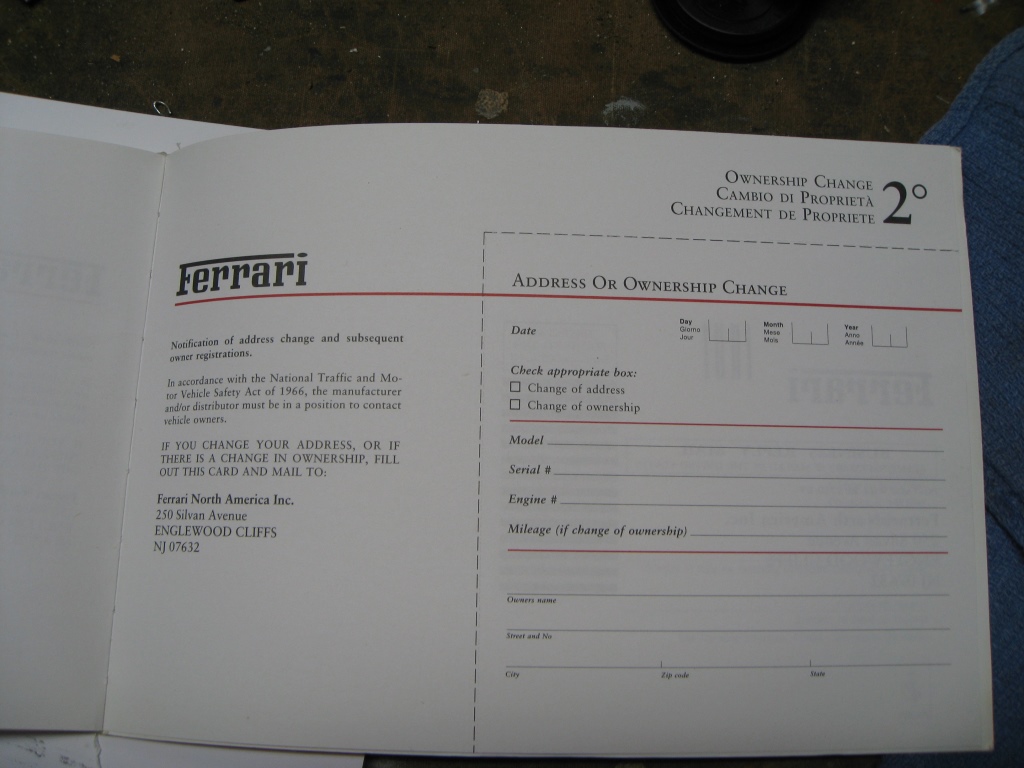 OWNERSHIP CHANGE
CAMBIO DI PROPRIETÀ
CHANGEMENT DE PROPRIETE
2°
Ferrari
Notification of address change and subsequent
owner registrations.
In accordance with the National Traffic and Mo-
tor Vehicle Safety Act of 1966, the manufacturer
and/or distributor must be in a position to contact
vehicle owners.
IF YOU CHANGE YOUR ADDRESS, OR IF
THERE IS A CHANGE IN OWNERSHIP, FILL
OUT THIS CARD AND MAIL TO:
Ferrari North America Inc.
250 Silvan Avenue
ENGLEWOOD CLIFFS
NJ 07632
ADDRESS OR OWNERSHIP CHANGE
Date
Day
Giorno
Jour
Month
Mese
Mois
Year
Anno
Année
Check appropriate box:
Change of address
Change of ownership
Model
Serial #
Engine #
Mileage (if change of ownership)
Owners name
Street and No
City
Zip code
State